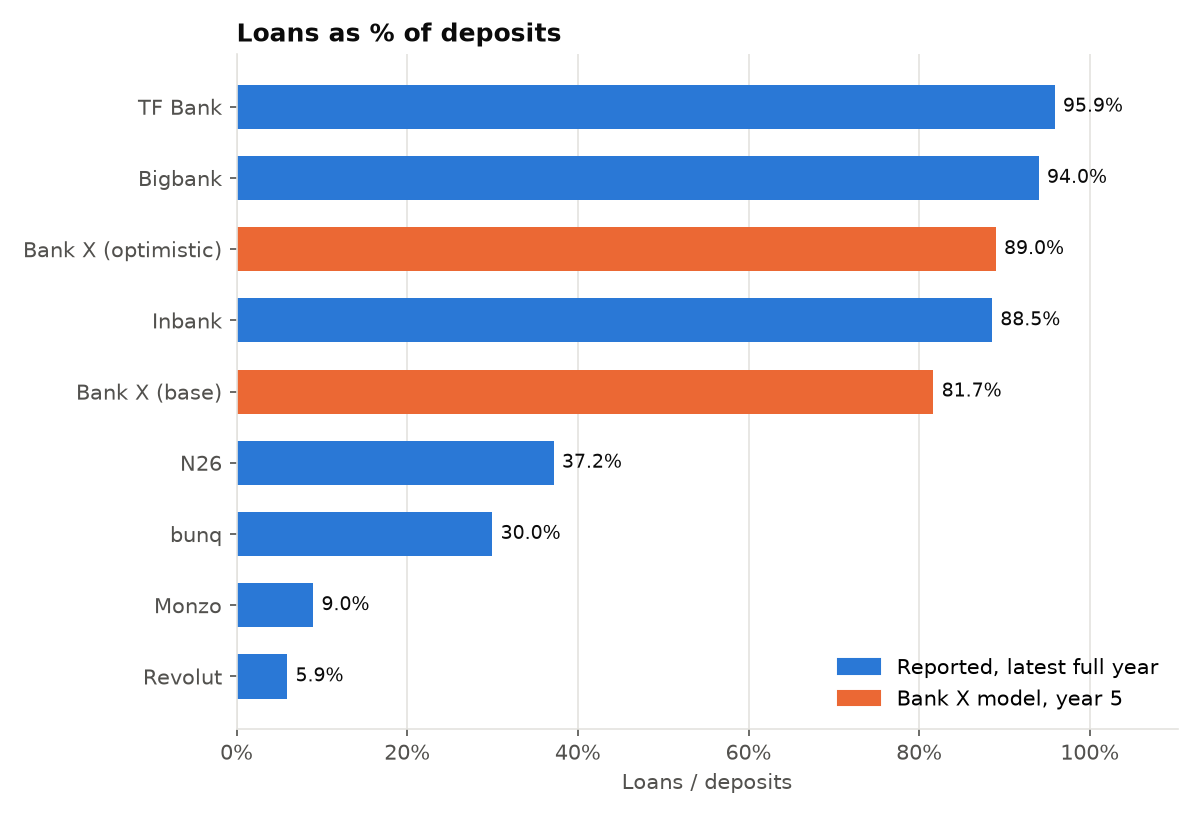 Loans as % of deposits
TF Bank 95.9%
Bigbank 94.0%
Bank X (optimistic) 89.0%
Inbank 88.5%
Bank X (base) 81.7%
N26 37.2%
bunq 30.0%
Monzo 9.0%
Revolut 5.9%
Reported, latest full year
Bank X model, year 5
0% 20% 40% 60% 80% 100%
Loans / deposits